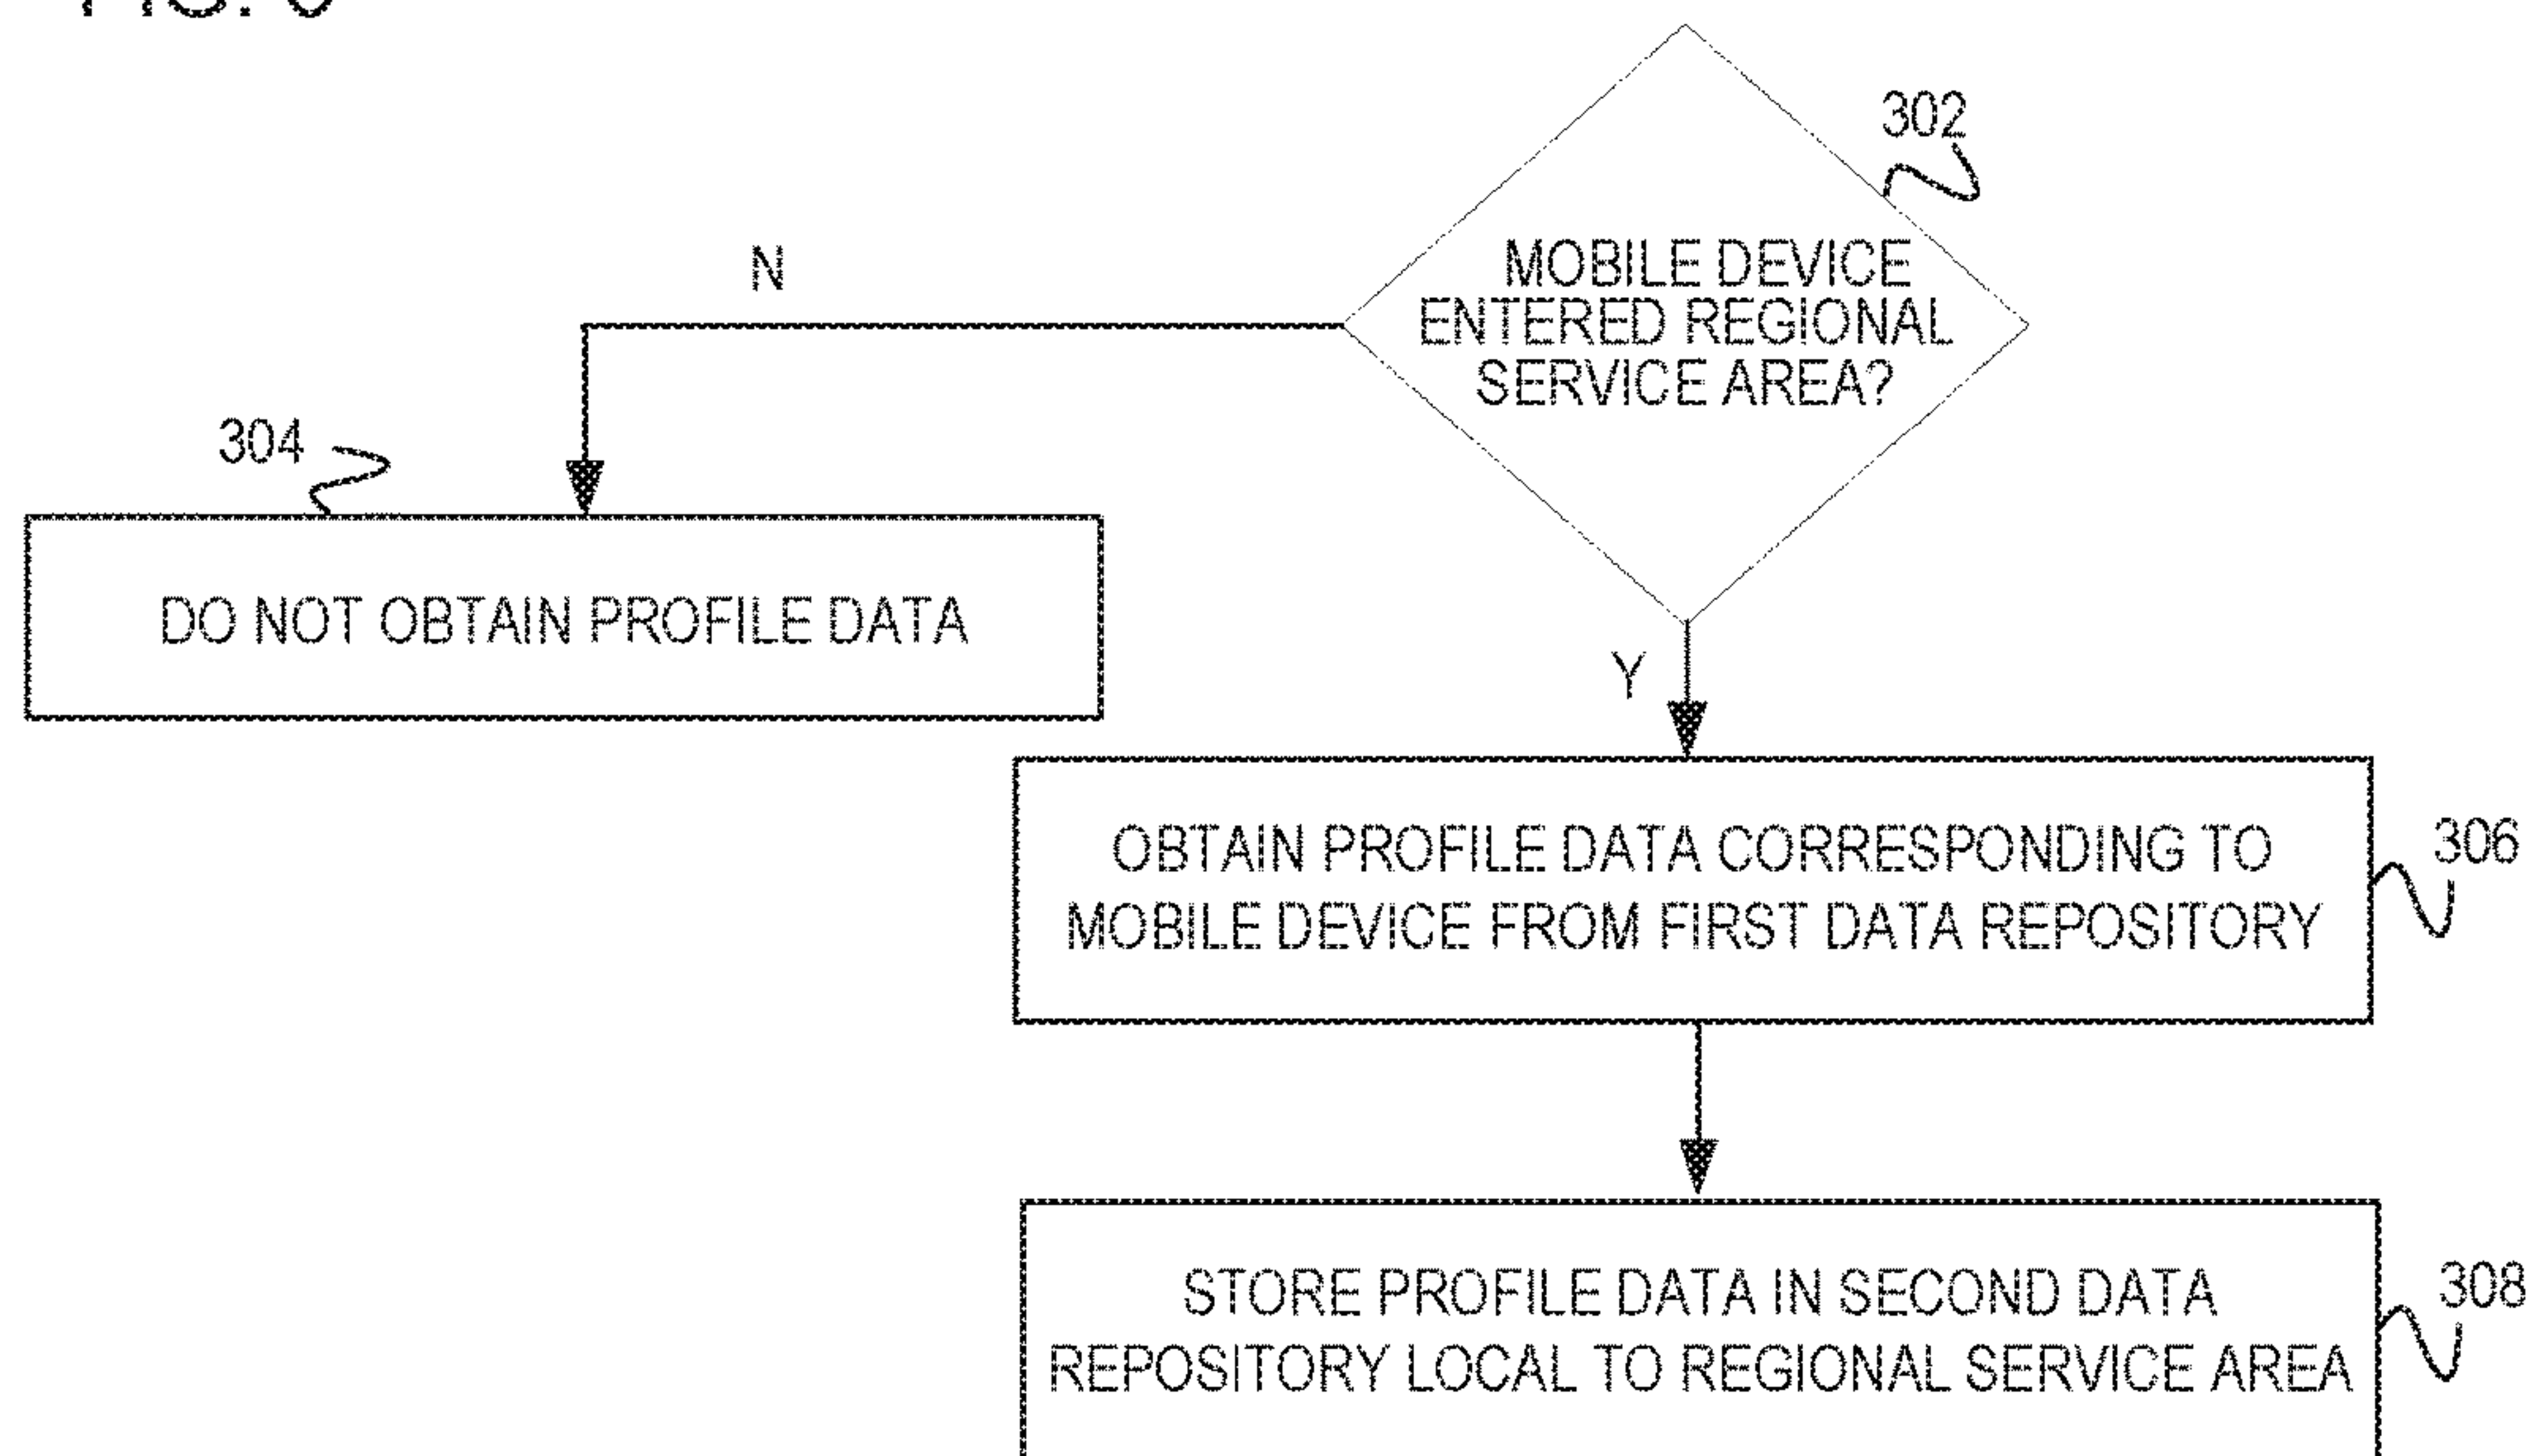 302
MOBILE DEVICE
ENTERED REGIONAL
SERVICE AREA?
N
304
DO NOT OBTAIN PROFILE DATA
Y
OBTAIN PROFILE DATA CORRESPONDING TO
MOBILE DEVICE FROM FIRST DATA REPOSITORY
306
STORE PROFILE DATA IN SECOND DATA
REPOSITORY LOCAL TO REGIONAL SERVICE AREA
308